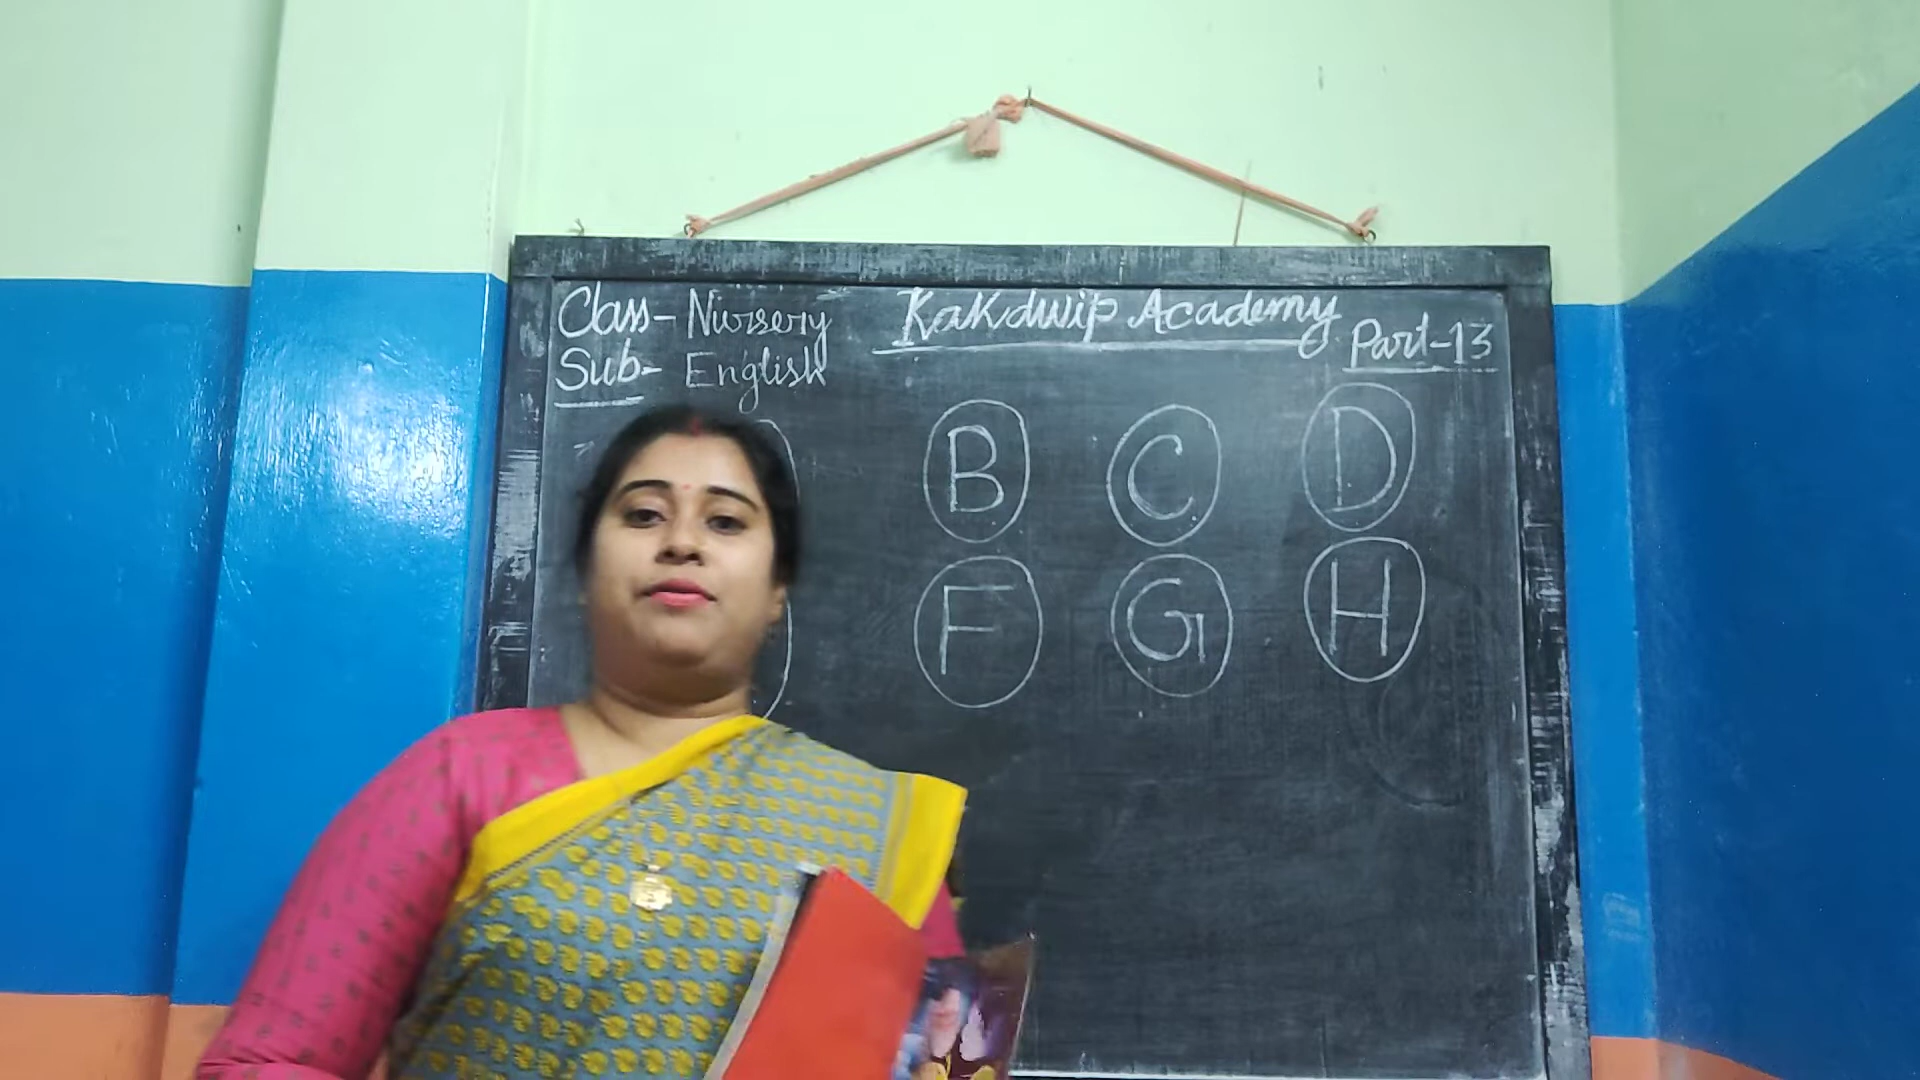 Class- Nursery Kakdwip Academy Part-13
Sub- English
B C D
F G H